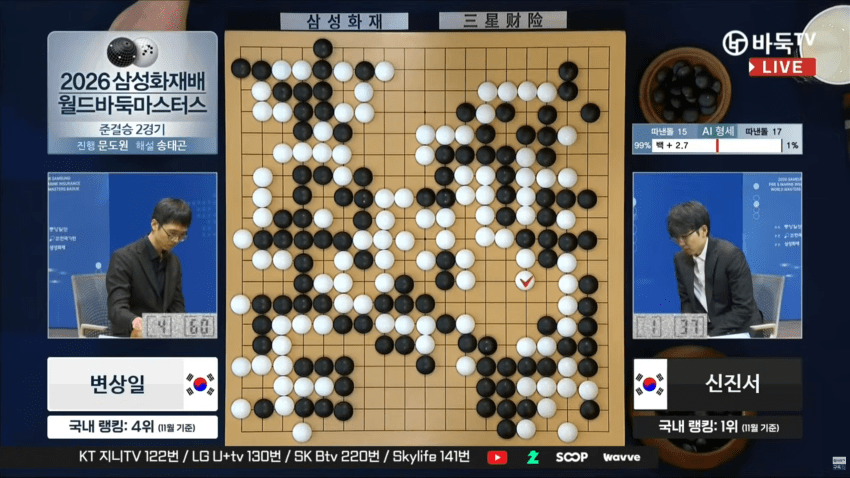 삼성화재
三星财险
2026 삼성화재배
월드바둑마스터스
준결승 2경기
진행 문도원 해설 송태곤
바둑TV
LIVE
따낸돌 15 AI 형세 따낸돌 17
99% 백 + 2.7 1%
4 60
1 37
변상일
국내 랭킹: 4위 (11월 기준)
신진서
국내 랭킹: 1위 (11월 기준)
KT 지니TV 122번 / LG U+tv 130번 / SK Btv 220번 / Skylife 141번
SOOP
wavve